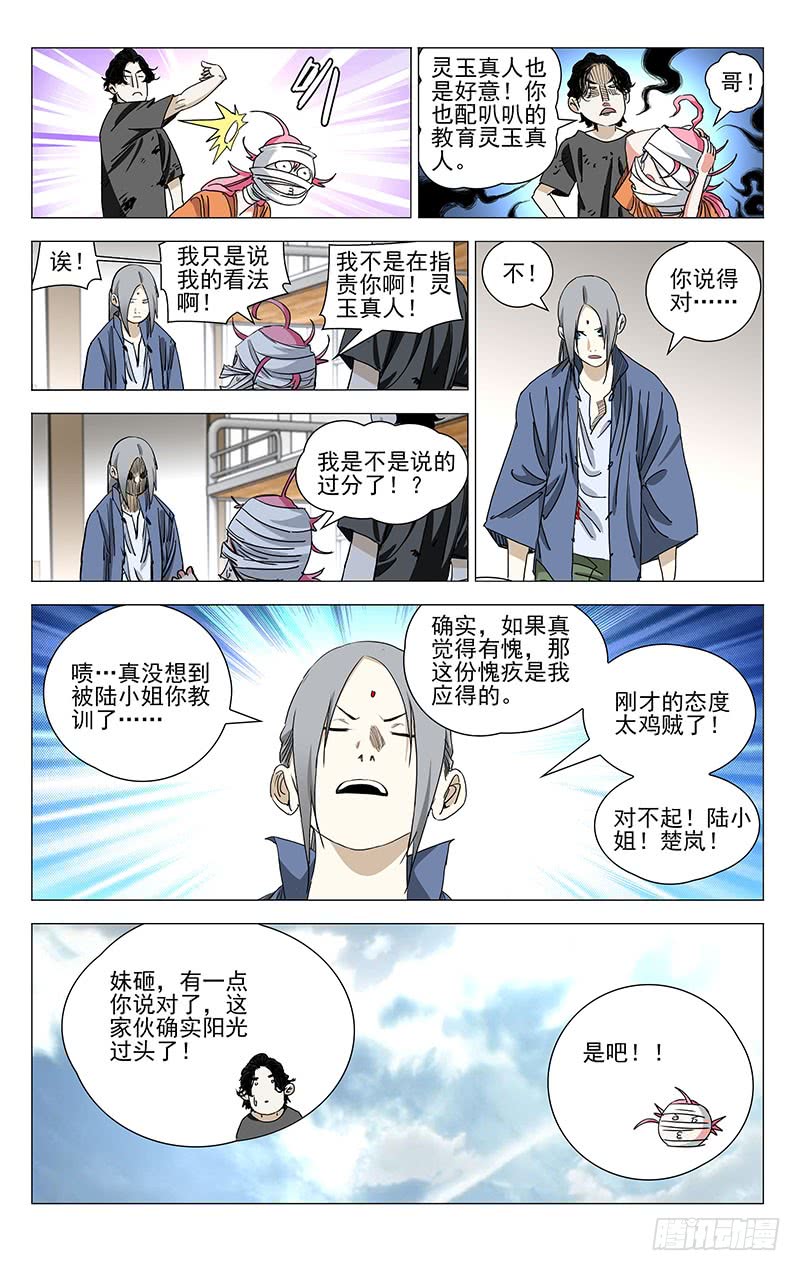 叭
灵玉真人也
是好意！你
也配叭叭的
教育灵玉真
人。
哥！
诶！
我只是说
我的看法
啊！
我不是在指
责你啊！灵
玉真人！
我是不是说的
过分了！？
不！
你说得
对……
啧…真没想到
被陆小姐你教
训了……
确实，如果真
觉得有愧，那
这份愧疚是我
应得的。
刚才的态度
太鸡贼了！
对不起！陆小
姐！楚岚！
妹砸，有一点
你说对了，这
家伙确实阳光
过头了！
是吧！！
腾讯动漫